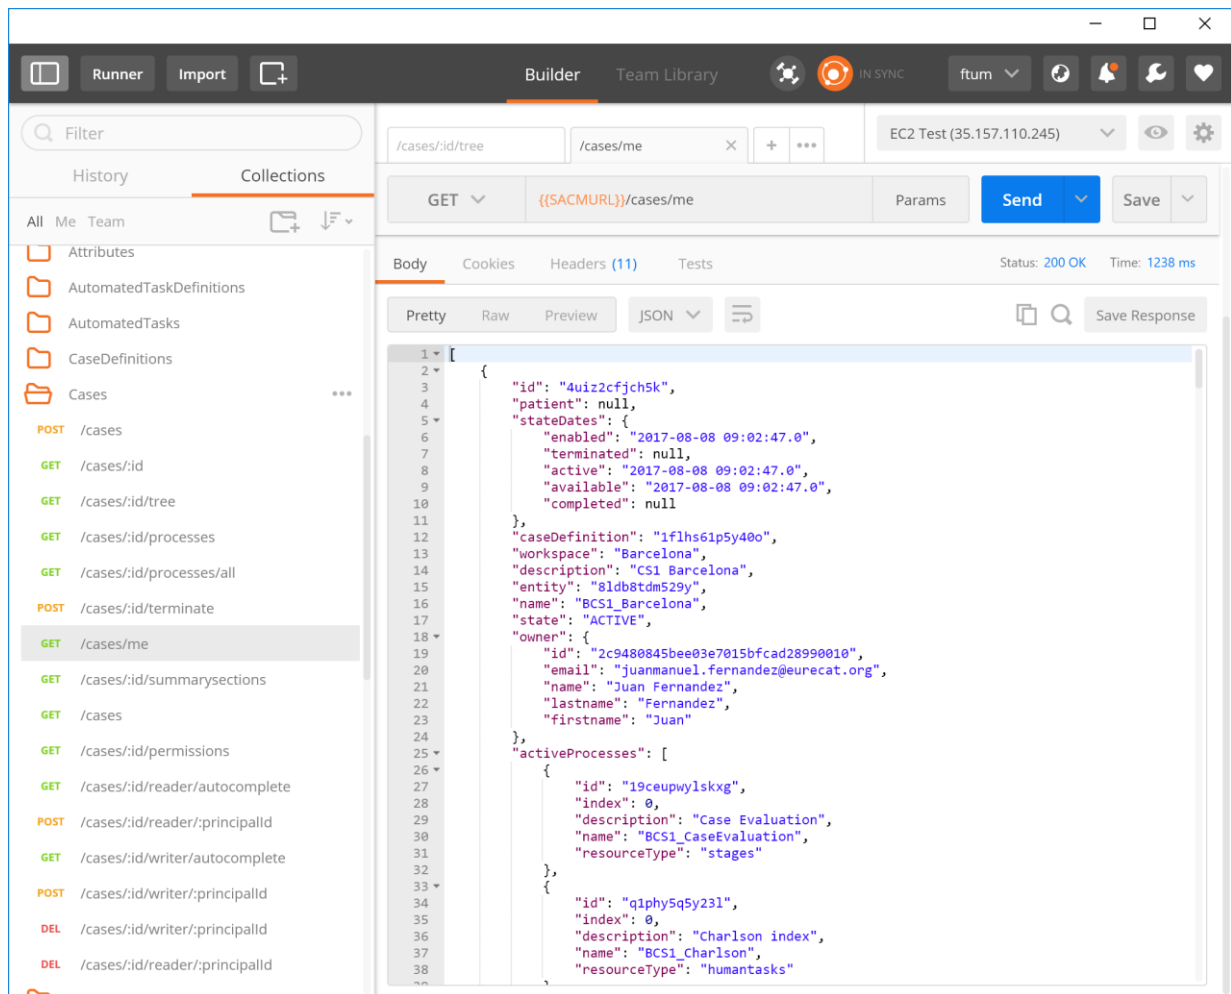 Runner Import Builder Team Library IN SYNC ftum
Filter
History Collections
All Me Team
Attributes
AutomatedTaskDefinitions
AutomatedTasks
CaseDefinitions
Cases
POST /cases
GET /cases/:id
GET /cases/:id/tree
GET /cases/:id/processes
GET /cases/:id/processes/all
POST /cases/:id/terminate
GET /cases/me
GET /cases/:id/summarysections
GET /cases
GET /cases/:id/permissions
GET /cases/:id/reader/autocomplete
POST /cases/:id/reader/:principalId
GET /cases/:id/writer/autocomplete
POST /cases/:id/writer/:principalId
DEL /cases/:id/writer/:principalId
DEL /cases/:id/reader/:principalId
/cases/:id/tree /cases/me EC2 Test (35.157.110.245)
GET {{SACMURL}}/cases/me Params Send Save
Body Cookies Headers (11) Tests Status: 200 OK Time: 1238 ms
Pretty Raw Preview JSON Save Response
1 [
2 {
3 "id": "4uiz2cfjch5k",
4 "patient": null,
5 "stateDates": {
6 "enabled": "2017-08-08 09:02:47.0",
7 "terminated": null,
8 "active": "2017-08-08 09:02:47.0",
9 "available": "2017-08-08 09:02:47.0",
10 "completed": null
11 },
12 "caseDefinition": "1flhs61p5y40o",
13 "workspace": "Barcelona",
14 "description": "CS1 Barcelona",
15 "entity": "8ldb8tdm529y",
16 "name": "BCS1_Barcelona",
17 "state": "ACTIVE",
18 "owner": {
19 "id": "2c9480845bee03e7015bfcad28990010",
20 "email": "juanmanuel.fernandez@eurecat.org",
21 "name": "Juan Fernandez",
22 "lastname": "Fernandez",
23 "firstname": "Juan"
24 },
25 "activeProcesses": [
26 {
27 "id": "19ceupwylskxg",
28 "index": 0,
29 "description": "Case Evaluation",
30 "name": "BCS1_CaseEvaluation",
31 "resourceType": "stages"
32 },
33 {
34 "id": "q1phy5q5y23l",
35 "index": 0,
36 "description": "Charlson index",
37 "name": "BCS1_Charlson",
38 "resourceType": "humantasks"